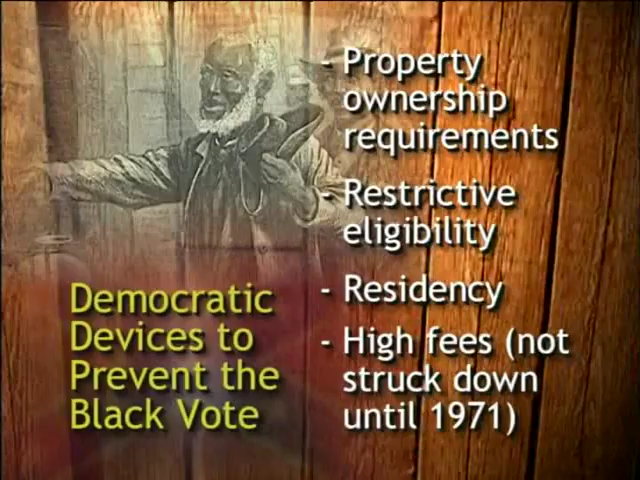 Democratic
Devices to
Prevent the
Black Vote
- Property
ownership
requirements
- Restrictive
eligibility
- Residency
- High fees (not
struck down
until 1971)